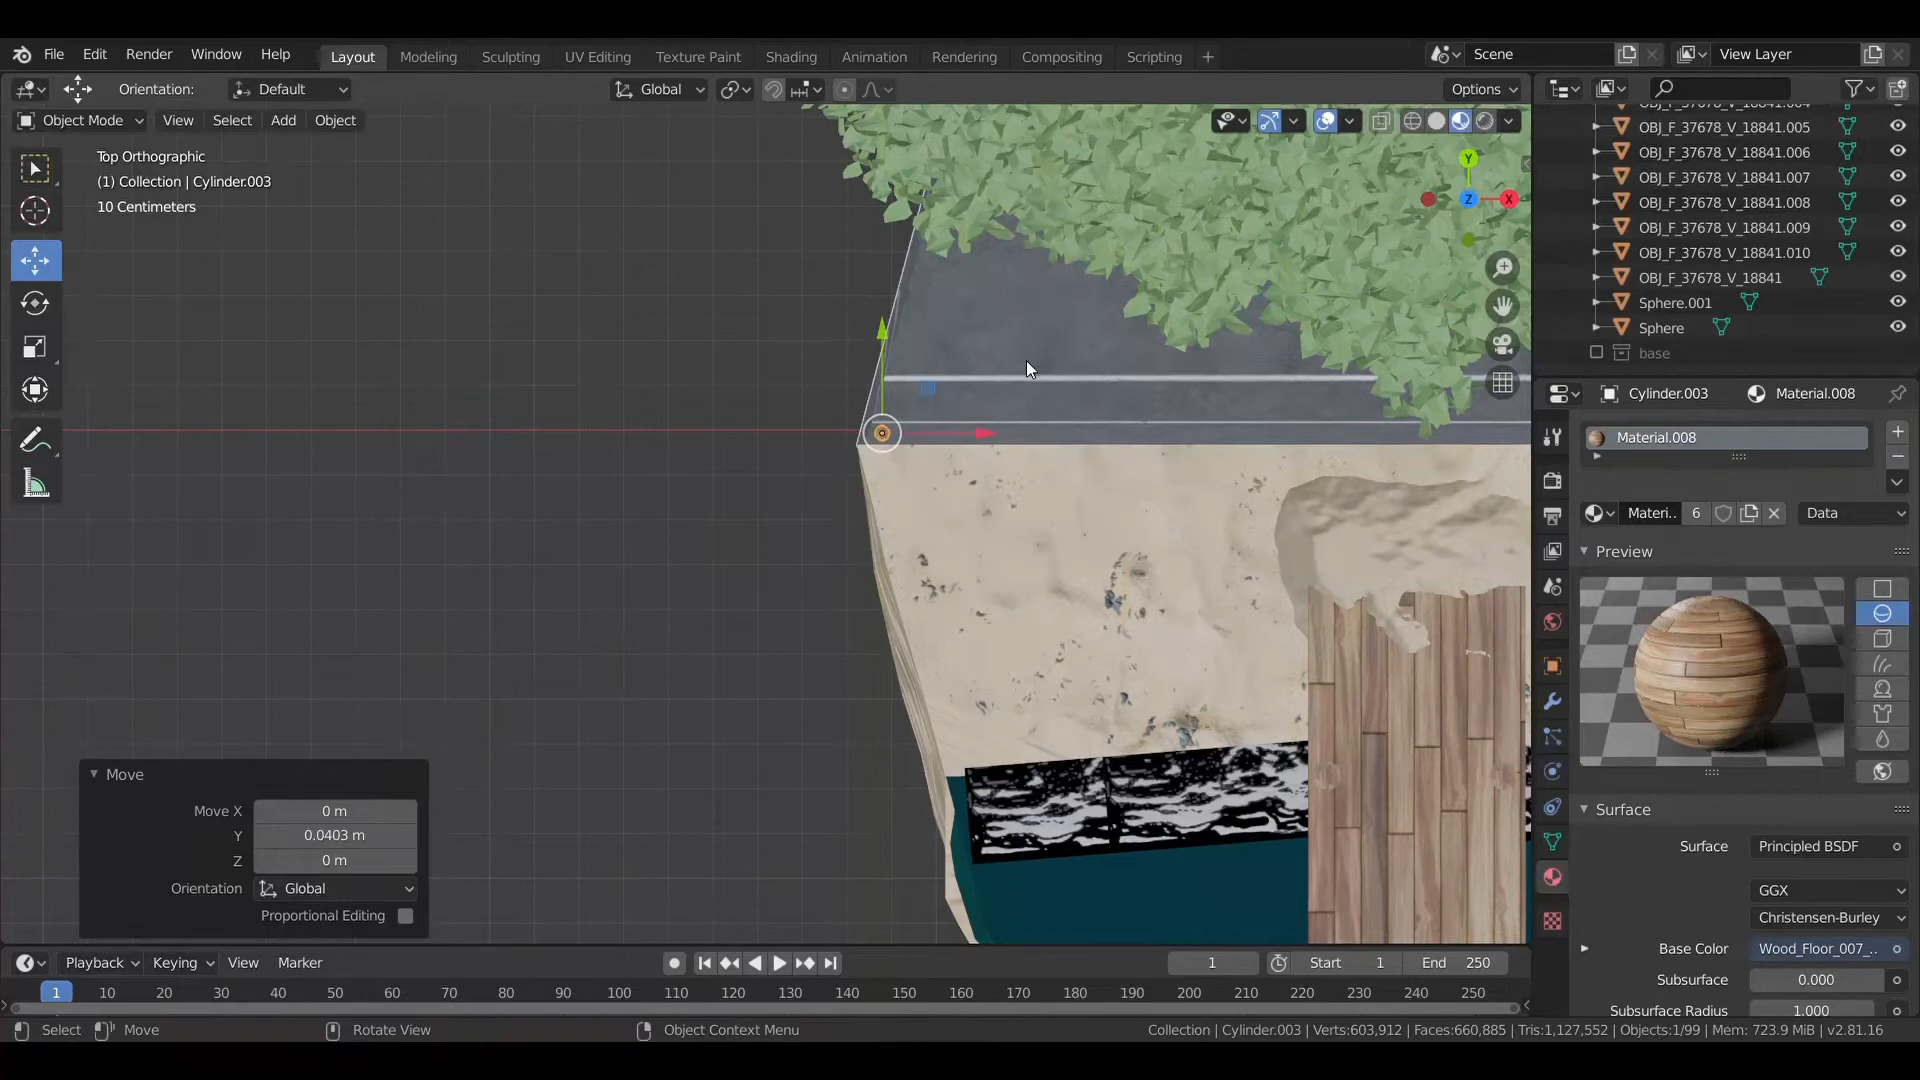 File Edit Render Window Help Layout Modeling Sculpting UV Editing Texture Paint Shading Animation Rendering Compositing Scripting + Scene View Layer
Orientation: Default Global Options
Object Mode View Select Add Object
Top Orthographic
(1) Collection | Cylinder.003
10 Centimeters
Y
Z
X
OBJ_F_37678_V_18841.004
OBJ_F_37678_V_18841.005
OBJ_F_37678_V_18841.006
OBJ_F_37678_V_18841.007
OBJ_F_37678_V_18841.008
OBJ_F_37678_V_18841.009
OBJ_F_37678_V_18841.010
OBJ_F_37678_V_18841
Sphere.001
Sphere
base
Cylinder.003 Material.008
Material.008
Materi.. 6 Data
Preview
Surface
Surface Principled BSDF
GGX
Christensen-Burley
Base Color Wood_Floor_007_..
Subsurface 0.000
Subsurface Radius 1.000
Move
Move X 0 m
Y 0.0403 m
Z 0 m
Orientation Global
Proportional Editing
Playback Keying View Marker 1 Start 1 End 250
1 10 20 30 40 50 60 70 80 90 100 110 120 130 140 150 160 170 180 190 200 210 220 230 240 250
Select Move Rotate View Object Context Menu Collection | Cylinder.003 | Verts:603,912 | Faces:660,885 | Tris:1,127,552 | Objects:1/99 | Mem: 723.9 MiB | v2.81.16